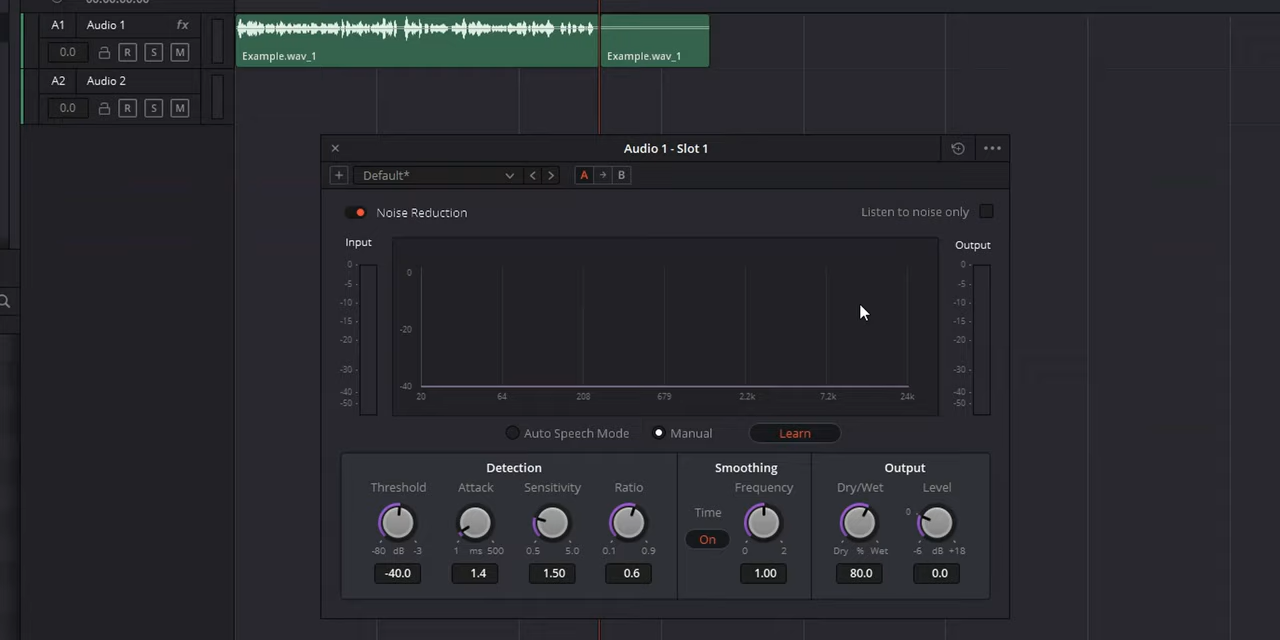 A1 Audio 1 fx
0.0 R S M
Example.wav_1 Example.wav_1
A2 Audio 2
0.0 R S M
Audio 1 - Slot 1
Default* A B
Noise Reduction Listen to noise only
Input Output
0 0 0
-5 -5
-10 -10
-15 -15
-20 -20 -20
-30 -30
-40 -40 -40
-50 -50
20 64 208 679 2.2k 7.2k 24k
Auto Speech Mode Manual Learn
Detection Smoothing Output
Threshold Attack Sensitivity Ratio Frequency Dry/Wet Level
Time 0
On
-80 dB -3 1 ms 500 0.5 5.0 0.1 0.9 0 2 Dry % Wet -6 dB +18
-40.0 1.4 1.50 0.6 1.00 80.0 0.0